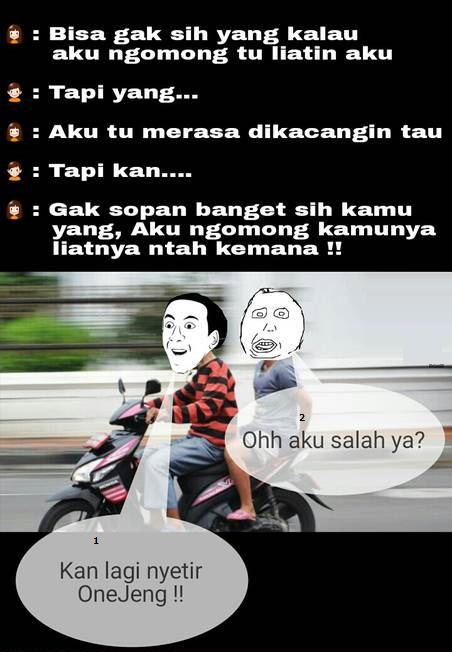 : Bisa gak sih yang kalau
aku ngomong tu liatin aku
: Tapi yang...
: Aku tu merasa dikacangin tau
: Tapi kan....
: Gak sopan banget sih kamu
yang, Aku ngomong kamunya
liatnya ntah kemana !!
1
Kan lagi nyetir
OneJeng !!
2
Ohh aku salah ya?